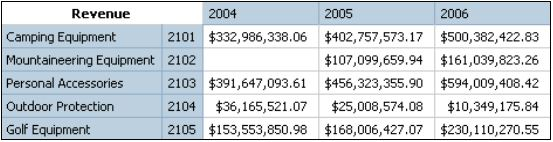 Revenue 2004 2005 2006
Camping Equipment 2101 $332,986,338.06 $402,757,573.17 $500,382,422.83
Mountaineering Equipment 2102 $107,099,659.94 $161,039,823.26
Personal Accessories 2103 $391,647,093.61 $456,323,355.90 $594,009,408.42
Outdoor Protection 2104 $36,165,521.07 $25,008,574.08 $10,349,175.84
Golf Equipment 2105 $153,553,850.98 $168,006,427.07 $230,110,270.55